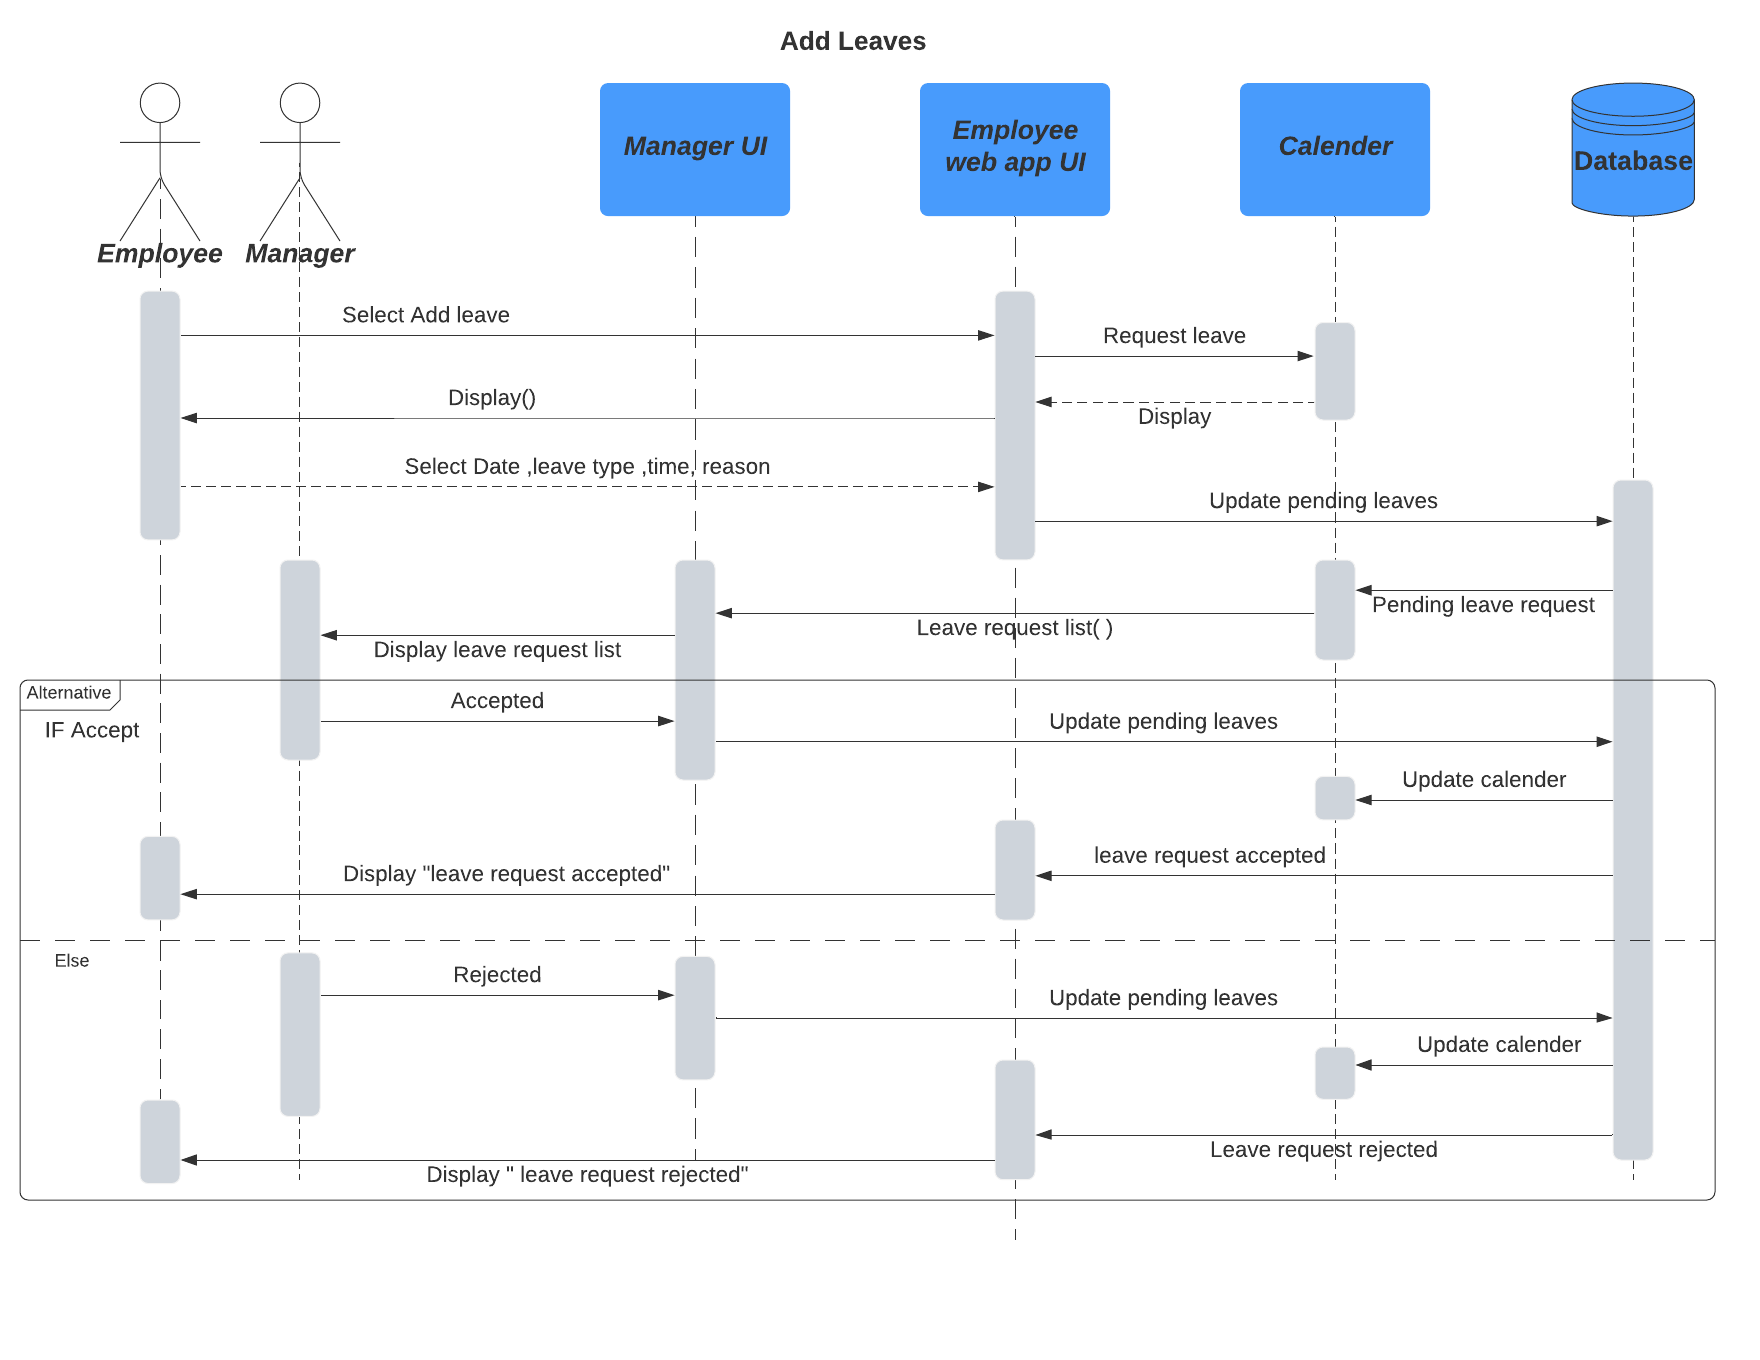 Add Leaves
Employee
Manager
Manager UI
Employee
web app UI
Calender
Database
Select Add leave
Request leave
Display()
Display
Select Date ,leave type ,time, reason
Update pending leaves
Pending leave request
Leave request list( )
Display leave request list
Alternative
IF Accept
Accepted
Update pending leaves
Update calender
leave request accepted
Display "leave request accepted"
Else
Rejected
Update pending leaves
Update calender
Leave request rejected
Display " leave request rejected"